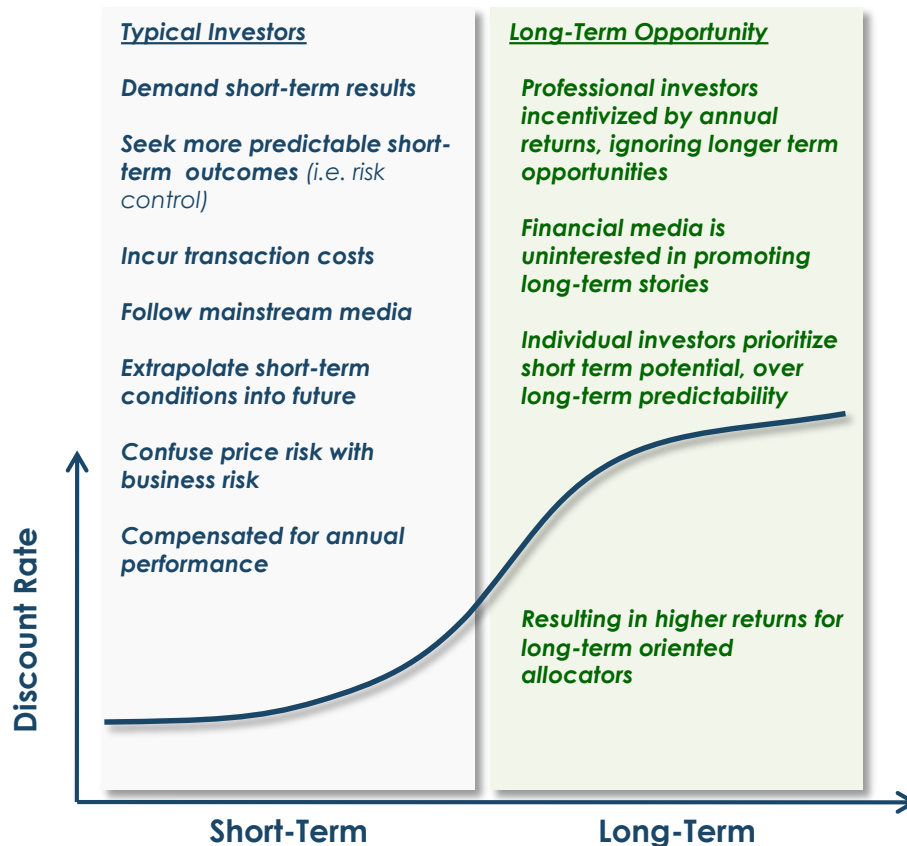 Typical Investors
Demand short-term results
Seek more predictable short-
term outcomes (i.e. risk
control)
Incur transaction costs
Follow mainstream media
Extrapolate short-term
conditions into future
Confuse price risk with
business risk
Compensated for annual
performance
Long-Term Opportunity
Professional investors
incentivized by annual
returns, ignoring longer term
opportunities
Financial media is
uninterested in promoting
long-term stories
Individual investors prioritize
short term potential, over
long-term predictability
Resulting in higher returns for
long-term oriented
allocators
Discount Rate
Short-Term
Long-Term